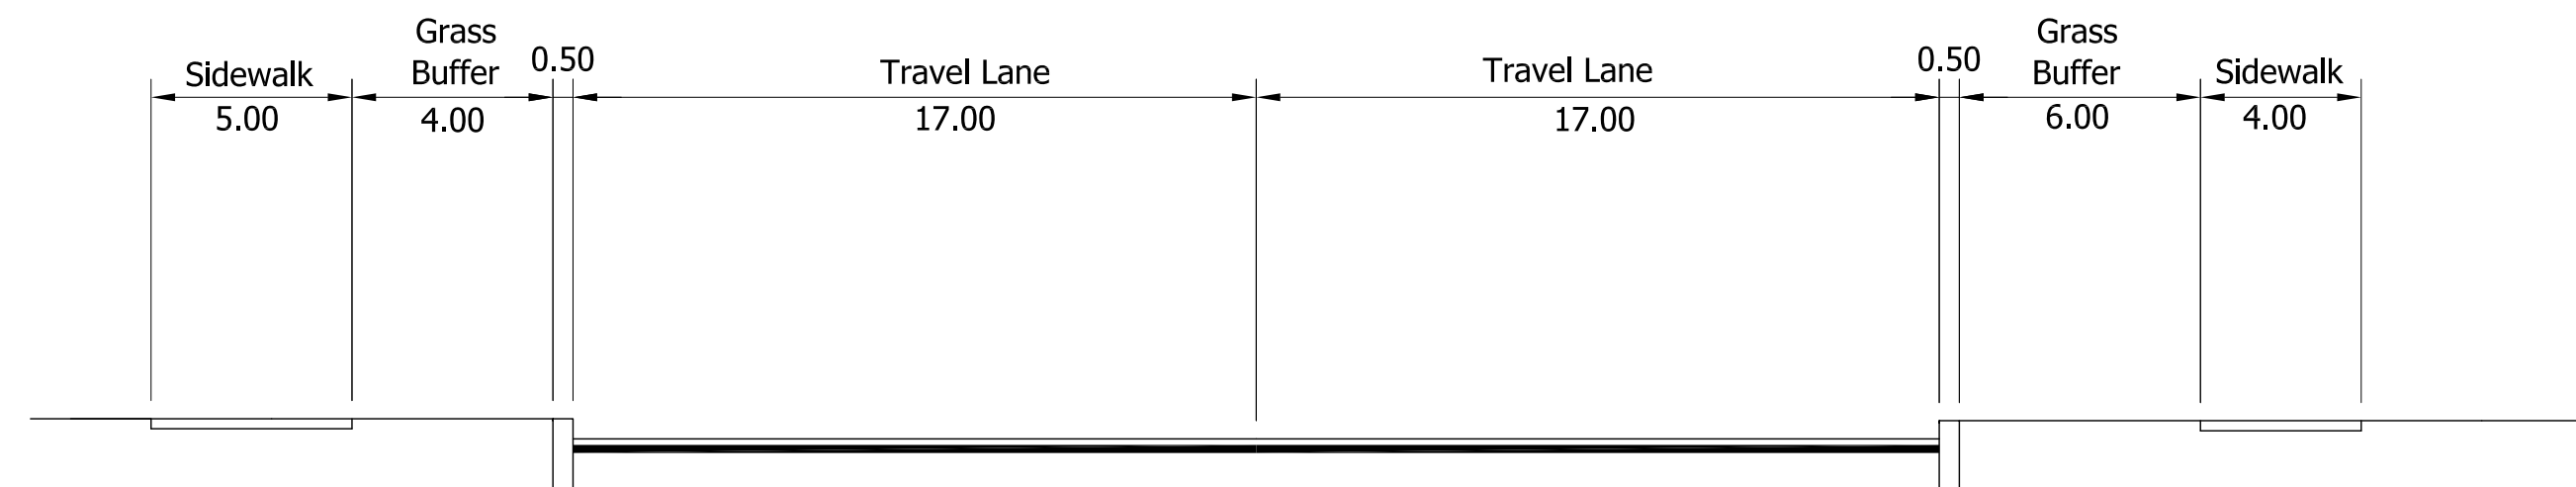 Sidewalk
5.00
Grass
Buffer
4.00
0.50
Travel Lane
17.00
Travel Lane
17.00
0.50
Grass
Buffer
6.00
Sidewalk
4.00